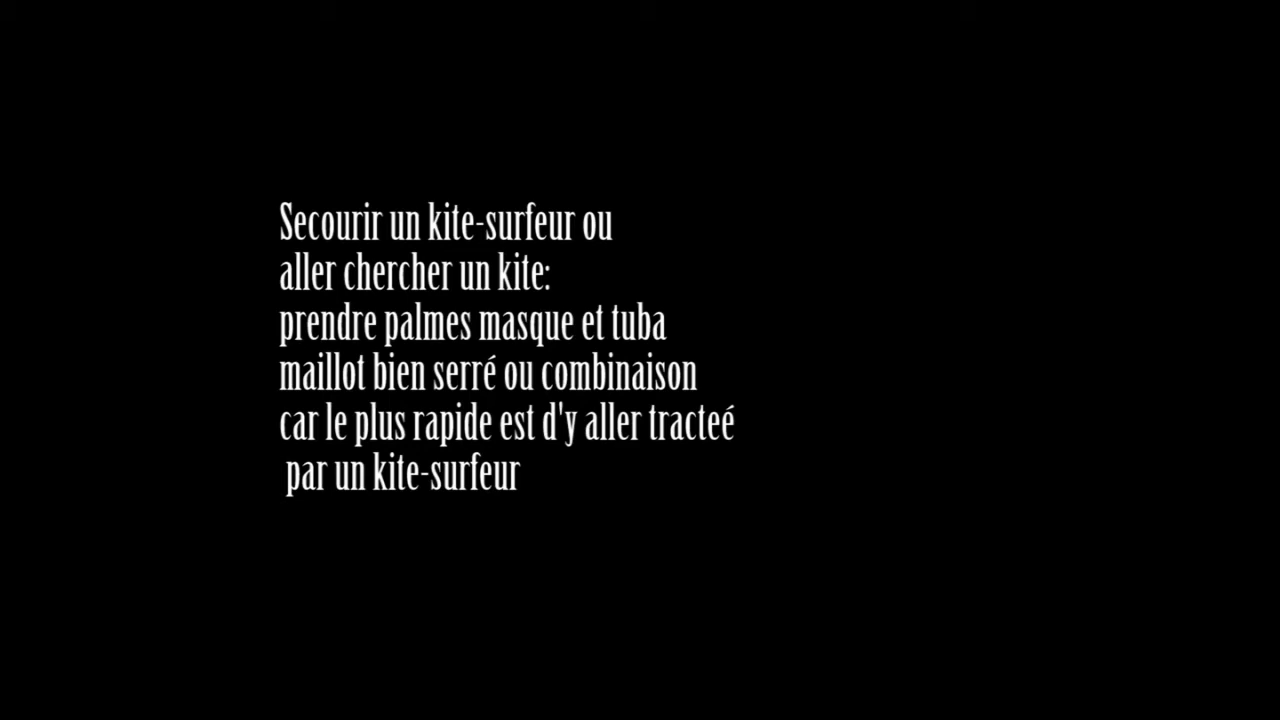 Secourir un kite-surfeur ou
aller chercher un kite:
prendre palmes masque et tuba
maillot bien serré ou combinaison
car le plus rapide est d'y aller tracteé
par un kite-surfeur